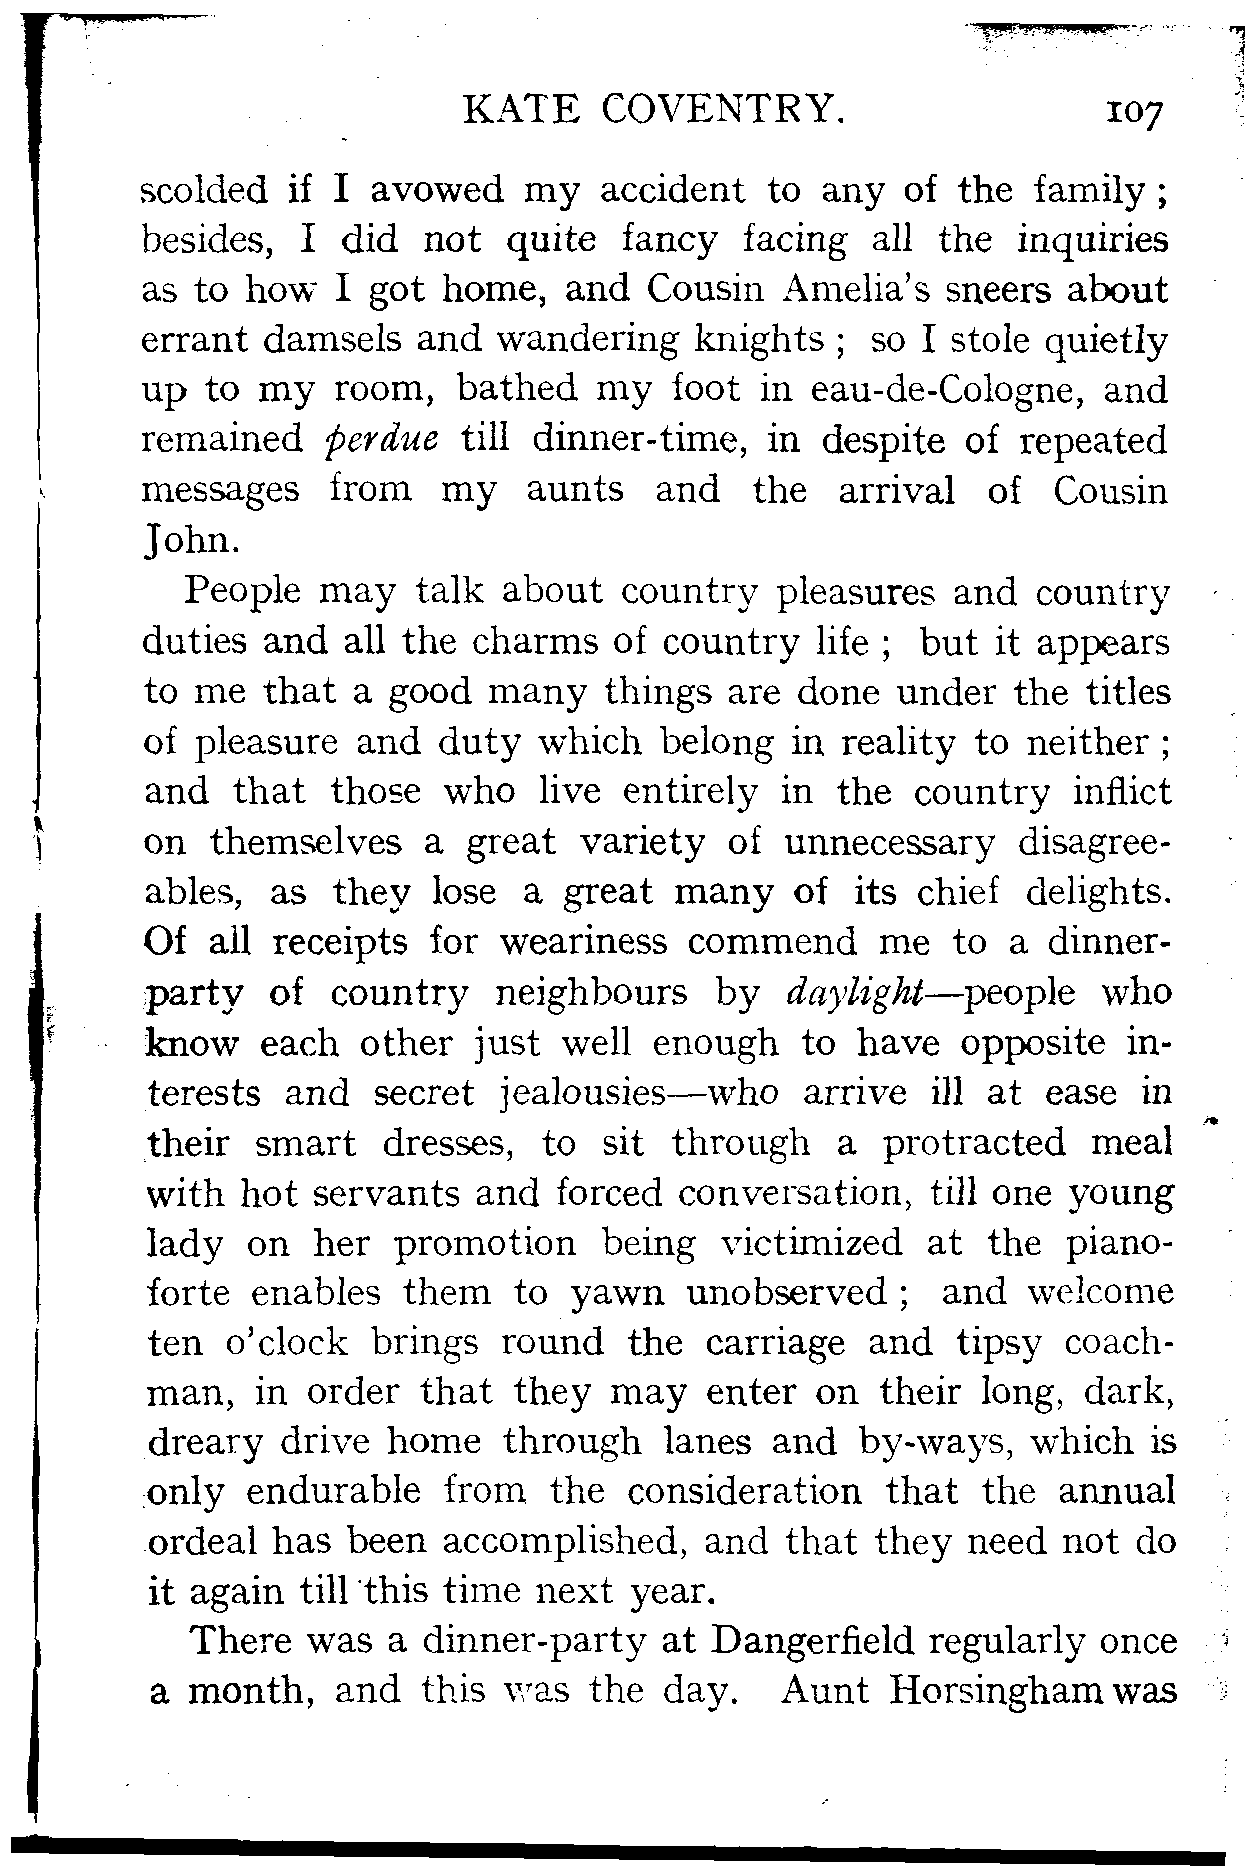 KATE COVENTRY. 107
scolded if I avowed my accident to any of the family ;
besides, I did not quite fancy facing all the inquiries
as to how I got home, and Cousin Amelia's sneers about
errant damsels and wandering knights ; so I stole quietly
up to my room, bathed my foot in eau-de-Cologne, and
remained perdue till dinner-time, in despite of repeated
messages from my aunts and the arrival of Cousin
John.
People may talk about country pleasures and country
duties and all the charms of country life ; but it appears
to me that a good many things are done under the titles
of pleasure and duty which belong in reality to neither ;
and that those who live entirely in the country inflict
on themselves a great variety of unnecessary disagree-
ables, as they lose a great many of its chief delights.
Of all receipts for weariness commend me to a dinner-
party of country neighbours by daylight—people who
know each other just well enough to have opposite in-
terests and secret jealousies—who arrive ill at ease in
their smart dresses, to sit through a protracted meal
with hot servants and forced conversation, till one young
lady on her promotion being victimized at the piano-
forte enables them to yawn unobserved ; and welcome
ten o'clock brings round the carriage and tipsy coach-
man, in order that they may enter on their long, dark,
dreary drive home through lanes and by-ways, which is
only endurable from the consideration that the annual
ordeal has been accomplished, and that they need not do
it again till this time next year.
There was a dinner-party at Dangerfield regularly once
a month, and this was the day. Aunt Horsingham was